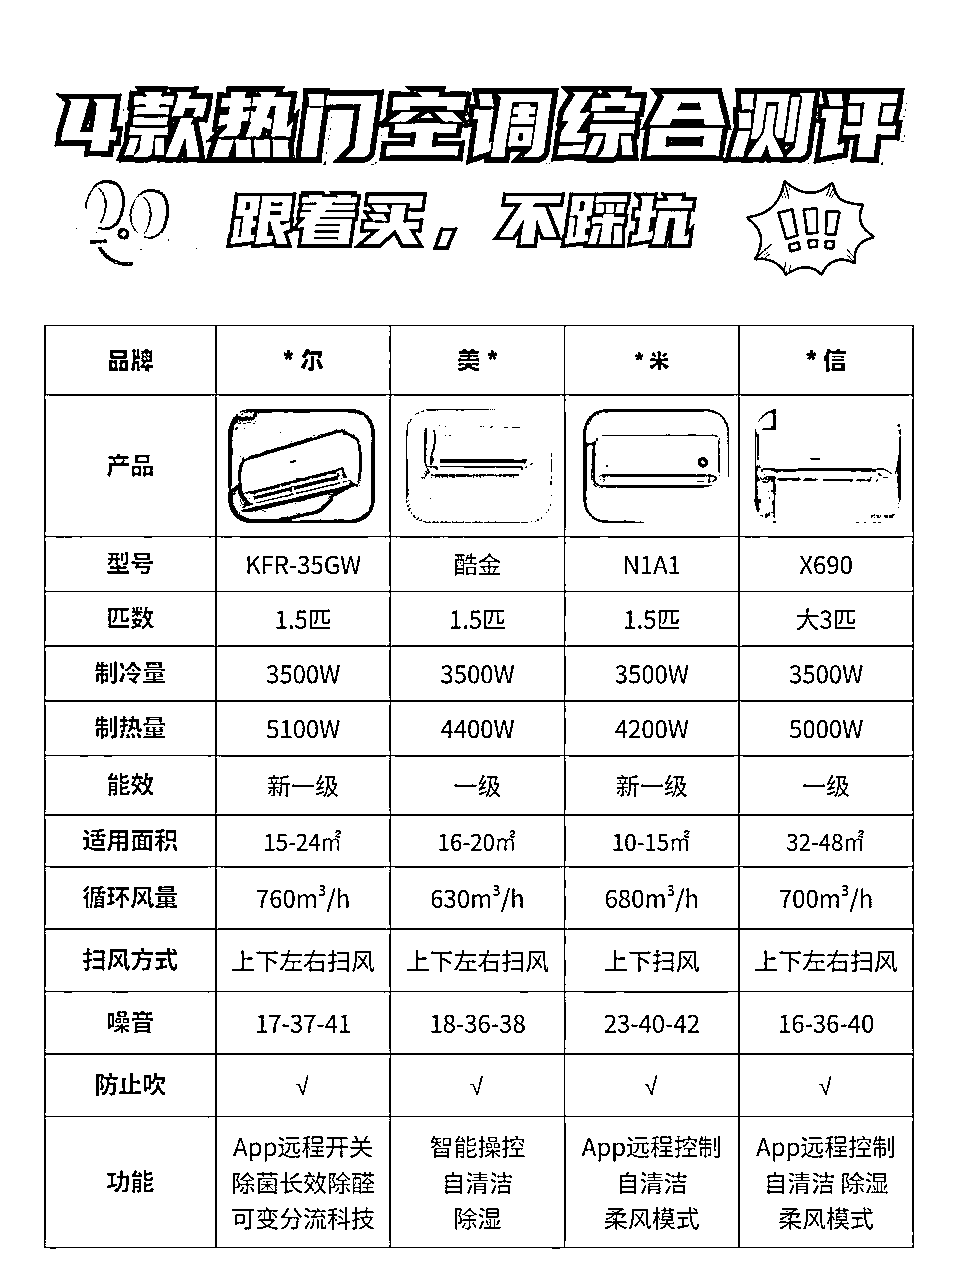 4款热门空调综合测评
跟着买，不踩坑
!!!
品牌 *尔 美* *米 *信
产品
型号 KFR-35GW 酷金 N1A1 X690
匹数 1.5匹 1.5匹 1.5匹 大3匹
制冷量 3500W 3500W 3500W 3500W
制热量 5100W 4400W 4200W 5000W
能效 新一级 一级 新一级 一级
适用面积 15-24㎡ 16-20㎡ 10-15㎡ 32-48㎡
循环风量 760m³/h 630m³/h 680m³/h 700m³/h
扫风方式 上下左右扫风 上下左右扫风 上下扫风 上下左右扫风
噪音 17-37-41 18-36-38 23-40-42 16-36-40
防止吹 √ √ √ √
功能
App远程开关
除菌长效除醛
可变分流科技
智能操控
自清洁
除湿
App远程控制
自清洁
柔风模式
App远程控制
自清洁 除湿
柔风模式